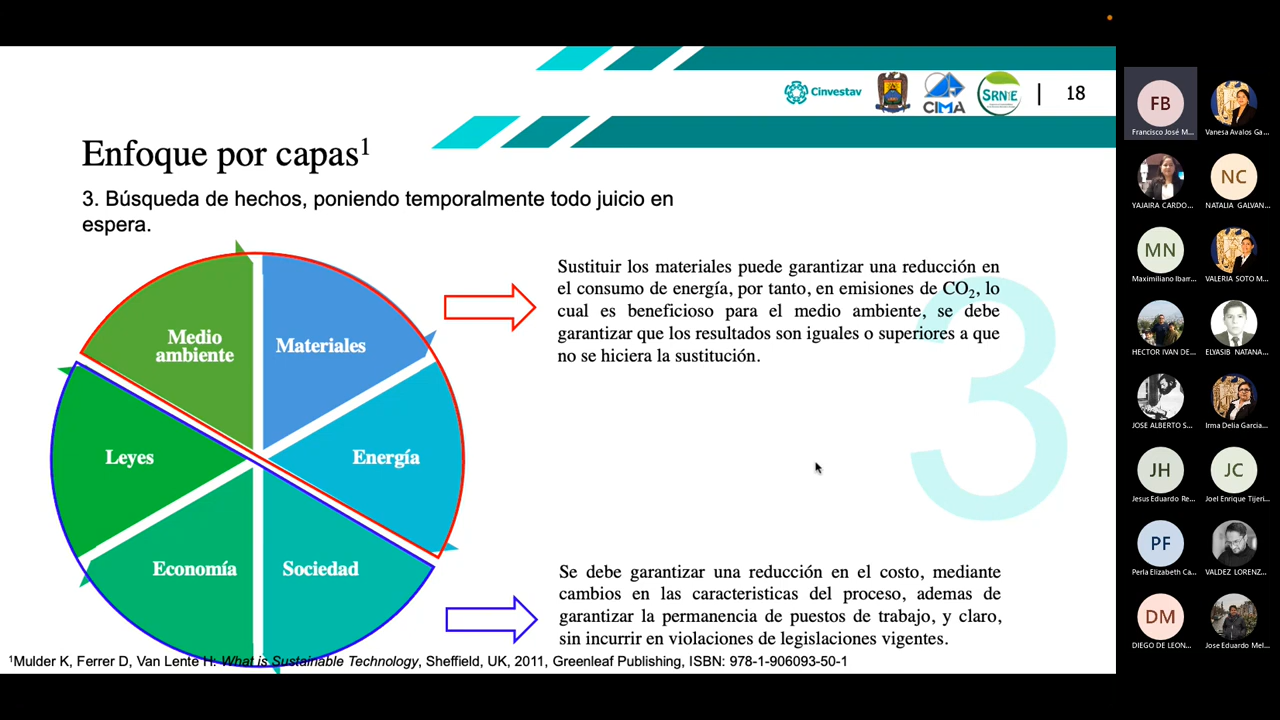 Cinvestav
CIMA
SRNyE
18
Enfoque por capas¹
3. Búsqueda de hechos, poniendo temporalmente todo juicio en
espera.
Medio
ambiente
Materiales
Leyes
Energía
Economía
Sociedad
Sustituir los materiales puede garantizar una reducción en
el consumo de energía, por tanto, en emisiones de CO₂, lo
cual es beneficioso para el medio ambiente, se debe
garantizar que los resultados son iguales o superiores a que
no se hiciera la sustitución.
3
Se debe garantizar una reducción en el costo, mediante
cambios en las caracteristicas del proceso, ademas de
garantizar la permanencia de puestos de trabajo, y claro,
sin incurrir en violaciones de legislaciones vigentes.
¹Mulder K, Ferrer D, Van Lente H: What is Sustainable Technology, Sheffield, UK, 2011, Greenleaf Publishing, ISBN: 978-1-906093-50-1
FB
Francisco José M...
Vanesa Avalos Ga...
YAJAIRA CARDO...
NC
NATALIA GALVAN...
MN
Maximiliano Ibarr...
VALERIA SOTO M...
HECTOR IVAN DE...
ELYASIB NATANA...
JOSE ALBERTO S...
Irma Delia Garcia...
JH
Jesus Eduardo Re...
JC
Joel Enrique Tijeri...
PF
Perla Elizabeth Ca...
VALDEZ LORENZ...
DM
DIEGO DE LEON...
Jose Eduardo Mel...